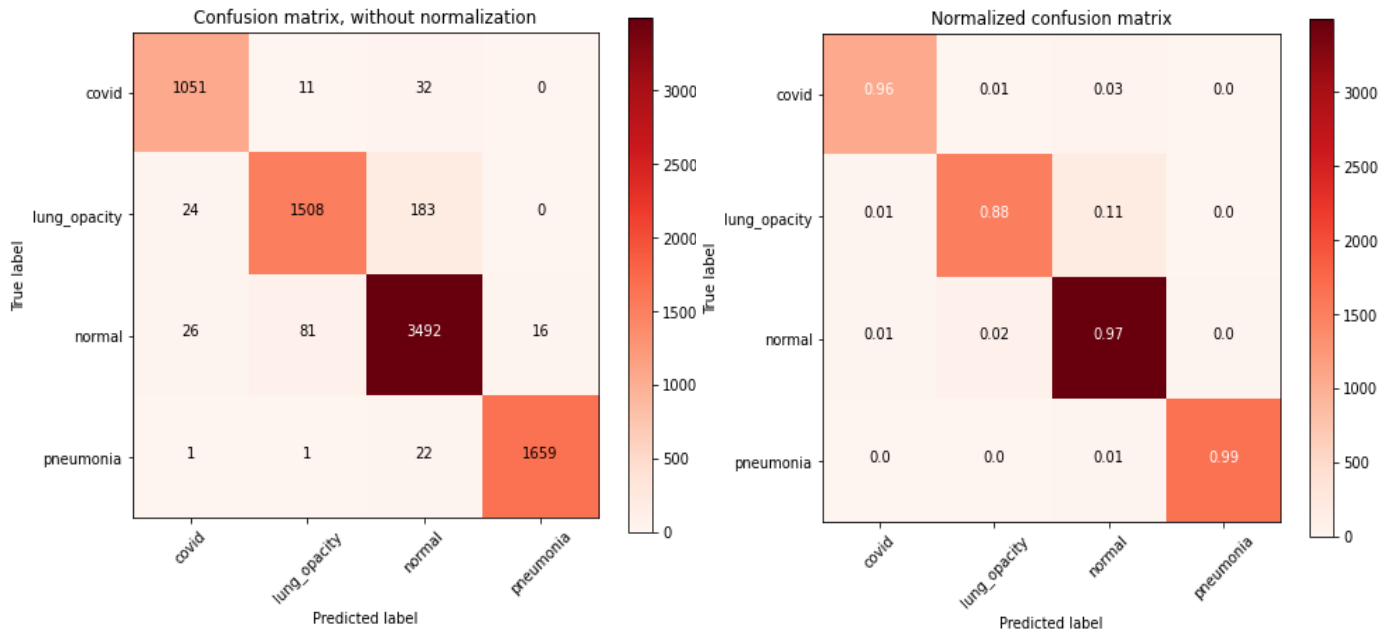 Confusion matrix, without normalization
covid 1051 11 32 0
lung_opacity 24 1508 183 0
normal 26 81 3492 16
pneumonia 1 1 22 1659
covid lung_opacity normal pneumonia
True label
Predicted label
3000
2500
2000
1500
1000
500
0
Normalized confusion matrix
covid 0.96 0.01 0.03 0.0
lung_opacity 0.01 0.88 0.11 0.0
normal 0.01 0.02 0.97 0.0
pneumonia 0.0 0.0 0.01 0.99
covid lung_opacity normal pneumonia
True label
Predicted label
3000
2500
2000
1500
1000
500
0